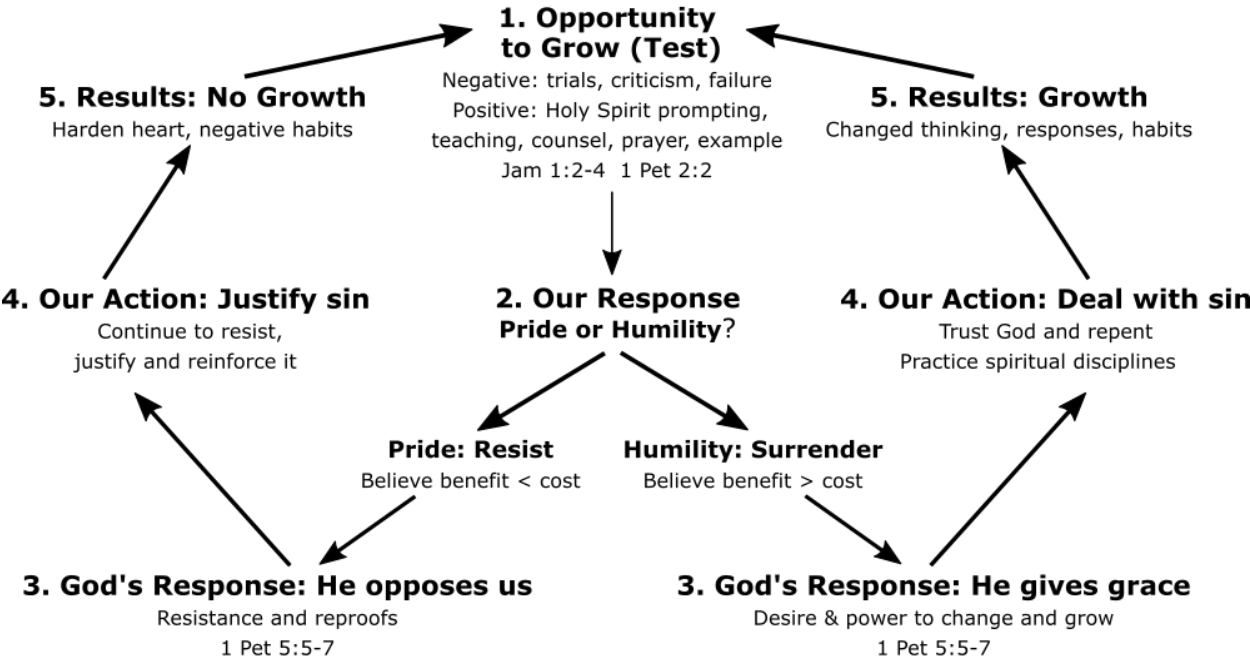 1. Opportunity
to Grow (Test)
Negative: trials, criticism, failure
Positive: Holy Spirit prompting,
teaching, counsel, prayer, example
Jam 1:2-4  1 Pet 2:2
5. Results: No Growth
Harden heart, negative habits
5. Results: Growth
Changed thinking, responses, habits
4. Our Action: Justify sin
Continue to resist,
justify and reinforce it
2. Our Response
Pride or Humility?
4. Our Action: Deal with sin
Trust God and repent
Practice spiritual disciplines
Pride: Resist
Believe benefit < cost
Humility: Surrender
Believe benefit > cost
3. God's Response: He opposes us
Resistance and reproofs
1 Pet 5:5-7
3. God's Response: He gives grace
Desire & power to change and grow
1 Pet 5:5-7